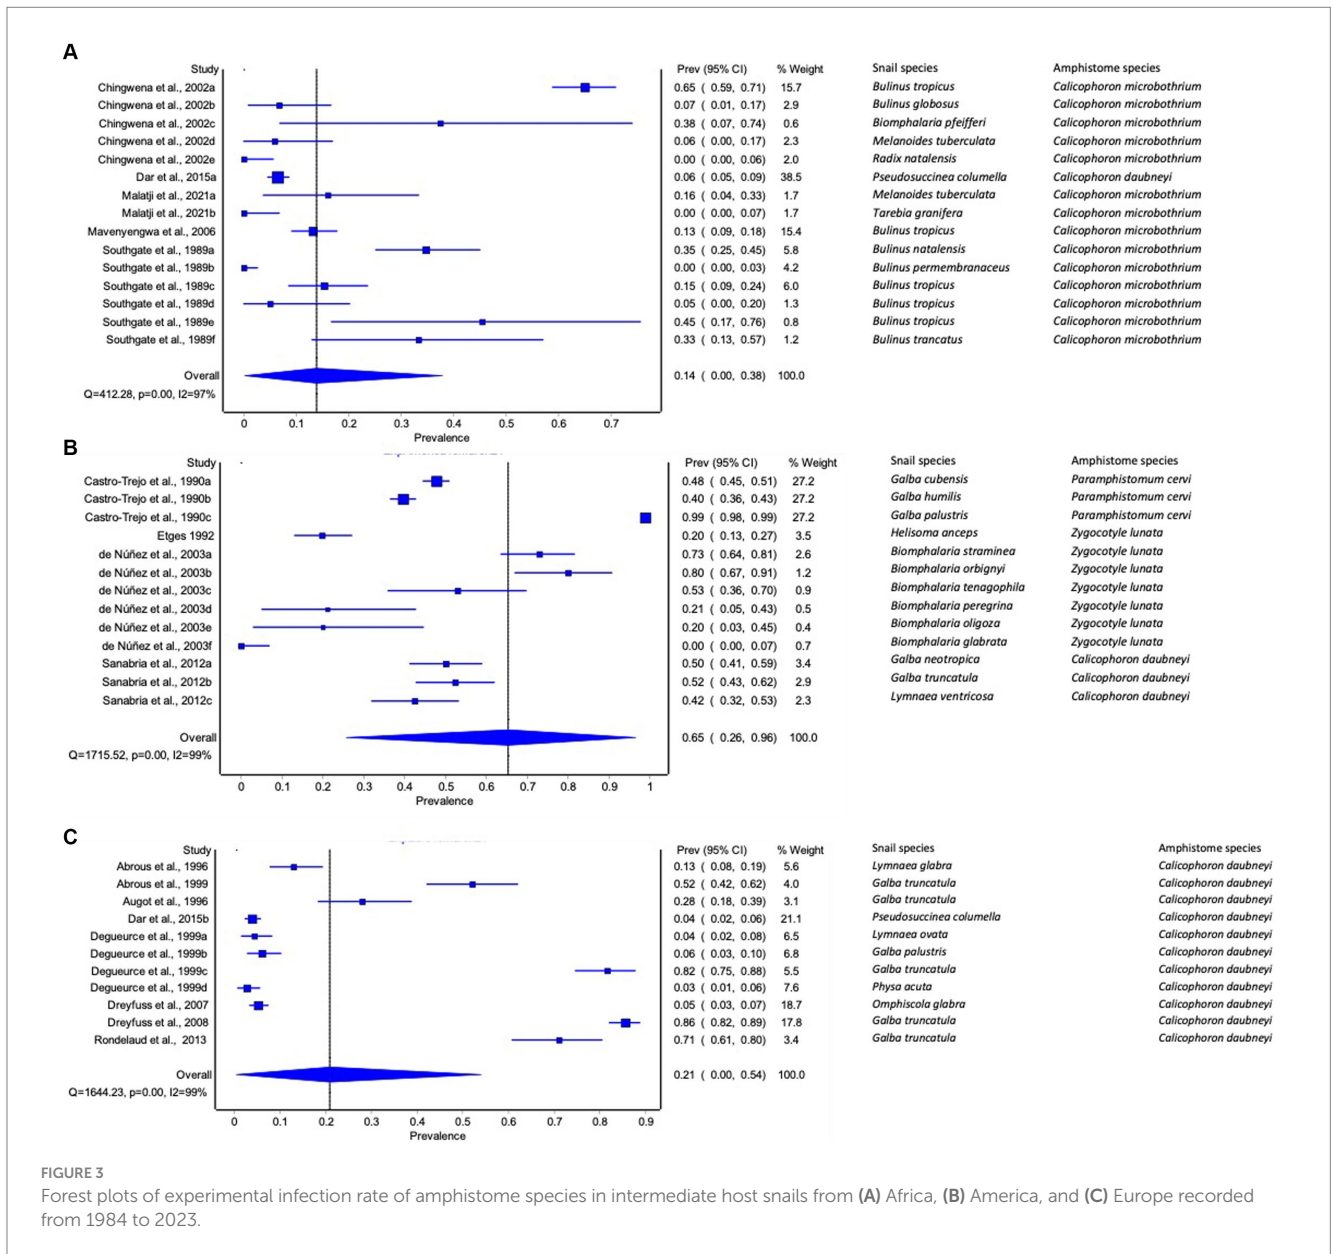 A
Study Prev (95% CI) % Weight Snail species Amphistome species
Chingwena et al., 2002a 0.65 ( 0.59, 0.71) 15.7 Bulinus tropicus Calicophoron microbothrium
Chingwena et al., 2002b 0.07 ( 0.01, 0.17) 2.9 Bulinus globosus Calicophoron microbothrium
Chingwena et al., 2002c 0.38 ( 0.07, 0.74) 0.6 Biomphalaria pfeifferi Calicophoron microbothrium
Chingwena et al., 2002d 0.06 ( 0.00, 0.17) 2.3 Melanoides tuberculata Calicophoron microbothrium
Chingwena et al., 2002e 0.00 ( 0.00, 0.06) 2.0 Radix natalensis Calicophoron microbothrium
Dar et al., 2015a 0.06 ( 0.05, 0.09) 38.5 Pseudosuccinea columella Calicophoron daubneyi
Malatji et al., 2021a 0.16 ( 0.04, 0.33) 1.7 Melanoides tuberculata Calicophoron microbothrium
Malatji et al., 2021b 0.00 ( 0.00, 0.07) 1.7 Tarebia granifera Calicophoron microbothrium
Mavenyengwa et al., 2006 0.13 ( 0.09, 0.18) 15.4 Bulinus tropicus Calicophoron microbothrium
Southgate et al., 1989a 0.35 ( 0.25, 0.45) 5.8 Bulinus natalensis Calicophoron microbothrium
Southgate et al., 1989b 0.00 ( 0.00, 0.03) 4.2 Bulinus permembranaceus Calicophoron microbothrium
Southgate et al., 1989c 0.15 ( 0.09, 0.24) 6.0 Bulinus tropicus Calicophoron microbothrium
Southgate et al., 1989d 0.05 ( 0.00, 0.20) 1.3 Bulinus tropicus Calicophoron microbothrium
Southgate et al., 1989e 0.45 ( 0.17, 0.76) 0.8 Bulinus tropicus Calicophoron microbothrium
Southgate et al., 1989f 0.33 ( 0.13, 0.57) 1.2 Bulinus trancatus Calicophoron microbothrium
Overall 0.14 ( 0.00, 0.38) 100.0
Q=412.28, p=0.00, I2=97%
0 0.1 0.2 0.3 0.4 0.5 0.6 0.7
Prevalence
B
Study Prev (95% CI) % Weight Snail species Amphistome species
Castro-Trejo et al., 1990a 0.48 ( 0.45, 0.51) 27.2 Galba cubensis Paramphistomum cervi
Castro-Trejo et al., 1990b 0.40 ( 0.36, 0.43) 27.2 Galba humilis Paramphistomum cervi
Castro-Trejo et al., 1990c 0.99 ( 0.98, 0.99) 27.2 Galba palustris Paramphistomum cervi
Etges 1992 0.20 ( 0.13, 0.27) 3.5 Helisoma anceps Zygocotyle lunata
de Núñez et al., 2003a 0.73 ( 0.64, 0.81) 2.6 Biomphalaria straminea Zygocotyle lunata
de Núñez et al., 2003b 0.80 ( 0.67, 0.91) 1.2 Biomphalaria orbignyi Zygocotyle lunata
de Núñez et al., 2003c 0.53 ( 0.36, 0.70) 0.9 Biomphalaria tenagophila Zygocotyle lunata
de Núñez et al., 2003d 0.21 ( 0.05, 0.43) 0.5 Biomphalaria peregrina Zygocotyle lunata
de Núñez et al., 2003e 0.20 ( 0.03, 0.45) 0.4 Biomphalaria oligoza Zygocotyle lunata
de Núñez et al., 2003f 0.00 ( 0.00, 0.07) 0.7 Biomphalaria glabrata Zygocotyle lunata
Sanabria et al., 2012a 0.50 ( 0.41, 0.59) 3.4 Galba neotropica Calicophoron daubneyi
Sanabria et al., 2012b 0.52 ( 0.43, 0.62) 2.9 Galba truncatula Calicophoron daubneyi
Sanabria et al., 2012c 0.42 ( 0.32, 0.53) 2.3 Lymnaea ventricosa Calicophoron daubneyi
Overall 0.65 ( 0.26, 0.96) 100.0
Q=1715.52, p=0.00, I2=99%
0 0.1 0.2 0.3 0.4 0.5 0.6 0.7 0.8 0.9 1
Prevalence
C
Study Prev (95% CI) % Weight Snail species Amphistome species
Abrous et al., 1996 0.13 ( 0.08, 0.19) 5.6 Lymnaea glabra Calicophoron daubneyi
Abrous et al., 1999 0.52 ( 0.42, 0.62) 4.0 Galba truncatula Calicophoron daubneyi
Augot et al., 1996 0.28 ( 0.18, 0.39) 3.1 Galba truncatula Calicophoron daubneyi
Dar et al., 2015b 0.04 ( 0.02, 0.06) 21.1 Pseudosuccinea columella Calicophoron daubneyi
Degueurce et al., 1999a 0.04 ( 0.02, 0.08) 6.5 Lymnaea ovata Calicophoron daubneyi
Degueurce et al., 1999b 0.06 ( 0.03, 0.10) 6.8 Galba palustris Calicophoron daubneyi
Degueurce et al., 1999c 0.82 ( 0.75, 0.88) 5.5 Galba truncatula Calicophoron daubneyi
Degueurce et al., 1999d 0.03 ( 0.01, 0.06) 7.6 Physa acuta Calicophoron daubneyi
Dreyfuss et al., 2007 0.05 ( 0.03, 0.07) 18.7 Omphiscola glabra Calicophoron daubneyi
Dreyfuss et al., 2008 0.86 ( 0.82, 0.89) 17.8 Galba truncatula Calicophoron daubneyi
Rondelaud et al., 2013 0.71 ( 0.61, 0.80) 3.4 Galba truncatula Calicophoron daubneyi
Overall 0.21 ( 0.00, 0.54) 100.0
Q=1644.23, p=0.00, I2=99%
0 0.1 0.2 0.3 0.4 0.5 0.6 0.7 0.8 0.9
Prevalence
FIGURE 3
Forest plots of experimental infection rate of amphistome species in intermediate host snails from (A) Africa, (B) America, and (C) Europe recorded
from 1984 to 2023.